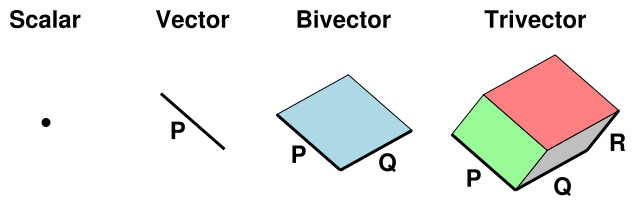 Scalar Vector Bivector Trivector
P
P Q
P Q R